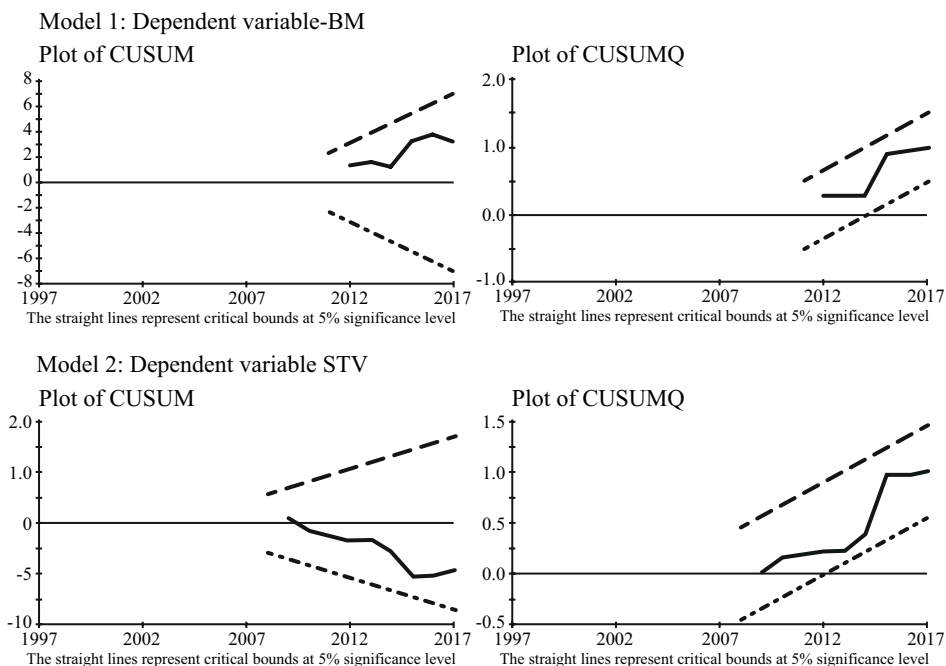 Model 1: Dependent variable-BM
Plot of CUSUM
8
6
4
2
0
-2
-4
-6
-8
1997 2002 2007 2012 2017
The straight lines represent critical bounds at 5% significance level
Plot of CUSUMQ
2.0
1.0
0.0
-1.0
1997 2002 2007 2012 2017
The straight lines represent critical bounds at 5% significance level
Model 2: Dependent variable STV
Plot of CUSUM
2.0
1.0
0
-5
-10
1997 2002 2007 2012 2017
The straight lines represent critical bounds at 5% significance level
Plot of CUSUMQ
1.5
1.0
0.5
0.0
-0.5
1997 2002 2007 2012 2017
The straight lines represent critical bounds at 5% significance level